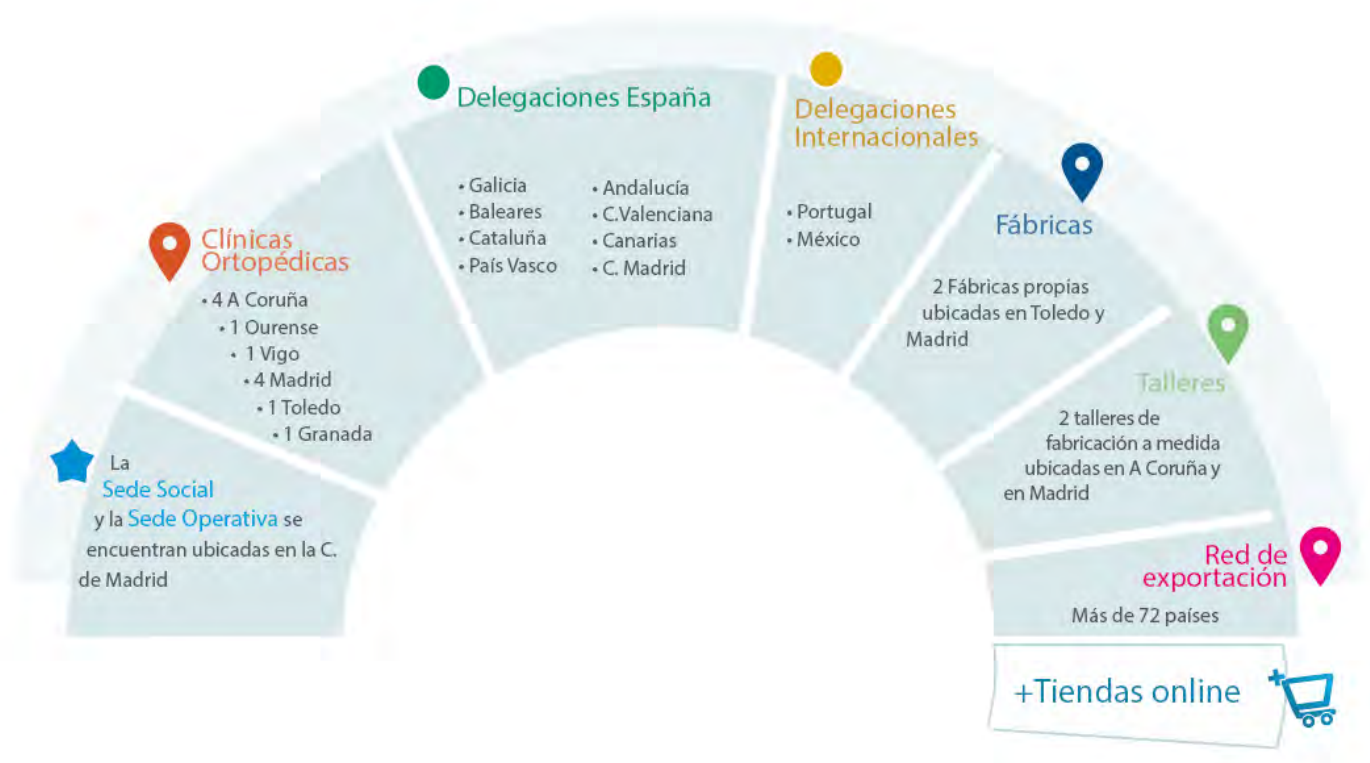 La
Sede Social
y la Sede Operativa se
encuentran ubicadas en la C.
de Madrid
Clínicas
Ortopédicas
• 4 A Coruña
• 1 Ourense
• 1 Vigo
• 4 Madrid
• 1 Toledo
• 1 Granada
Delegaciones España
• Galicia
• Baleares
• Cataluña
• País Vasco
• Andalucía
• C.Valenciana
• Canarias
• C. Madrid
Delegaciones
Internacionales
• Portugal
• México
Fábricas
2 Fábricas propias
ubicadas en Toledo y
Madrid
Talleres
2 talleres de
fabricación a medida
ubicadas en A Coruña y
en Madrid
Red de
exportación
Más de 72 países
+Tiendas online